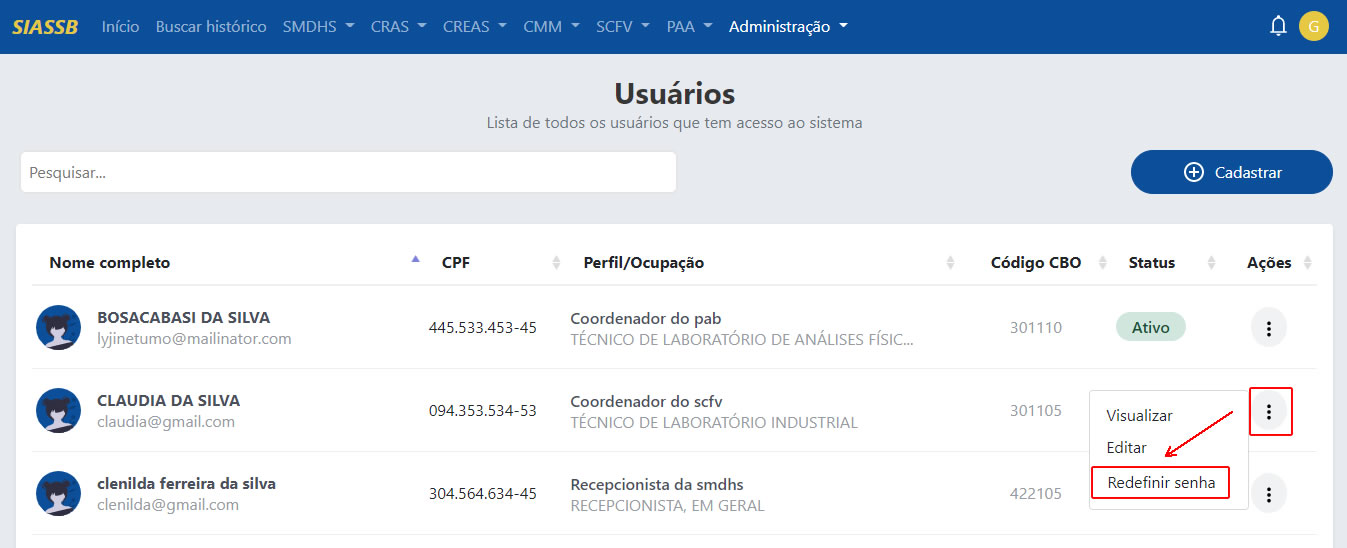 SIASSB Início Buscar histórico SMDHS CRAS CREAS CMM SCFV PAA Administração G
Usuários
Lista de todos os usuários que tem acesso ao sistema
Pesquisar... Cadastrar
Nome completo CPF Perfil/Ocupação Código CBO Status Ações
BOSACABASI DA SILVA 445.533.453-45 Coordenador do pab 301110 Ativo
lyjinetumo@mailinator.com TÉCNICO DE LABORATÓRIO DE ANÁLISES FÍSIC...
CLAUDIA DA SILVA 094.353.534-53 Coordenador do scfv 301105
claudia@gmail.com TÉCNICO DE LABORATÓRIO INDUSTRIAL
Visualizar
Editar
Redefinir senha
clenilda ferreira da silva 304.564.634-45 Recepcionista da smdhs 422105
clenilda@gmail.com RECEPCIONISTA, EM GERAL